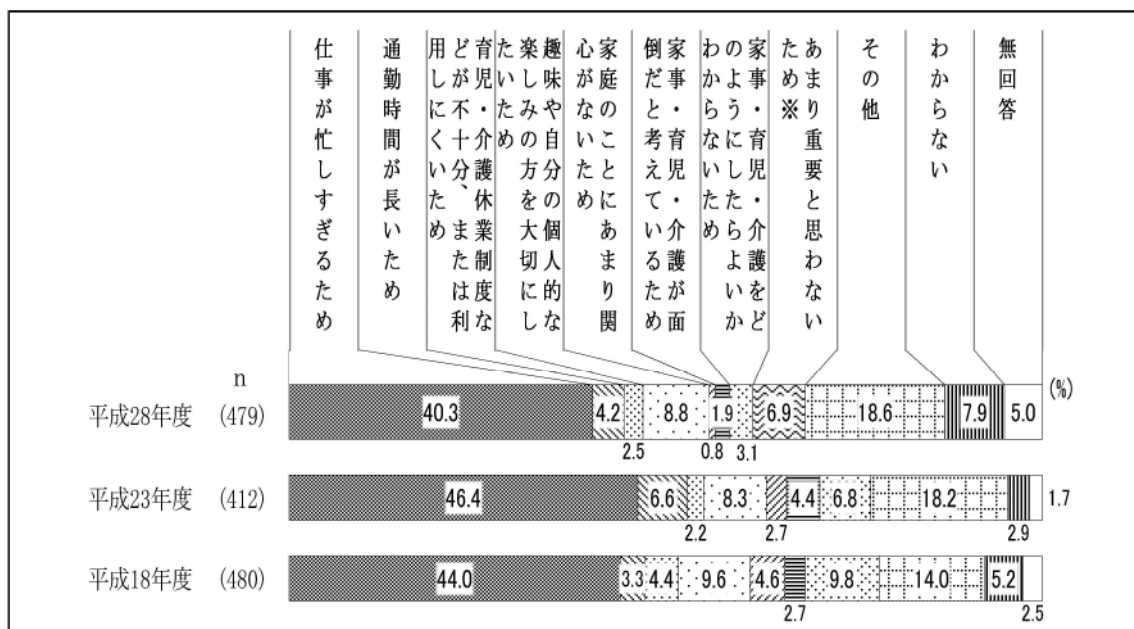 仕事が忙しすぎるため
通勤時間が長いため
育児・介護休業制度な
どが不十分、または利
用しにくいため
趣味や自分の個人的な
楽しみの方を大切にし
たいため
家庭のことにあまり関
心がないため
家事・育児・介護が面
倒だと考えているため
家事・育児・介護をど
のようにしたらよいか
わからないため
あまり重要と思わない
ため※
その他
わからない
無回答
n
(%)
平成28年度 (479) 40.3 4.2 8.8 1.9 6.9 18.6 7.9 5.0
2.5 0.8 3.1
平成23年度 (412) 46.4 6.6 8.3 4.4 6.8 18.2 1.7
2.2 2.7 2.9
平成18年度 (480) 44.0 3.3 4.4 9.6 4.6 9.8 14.0 5.2
2.7 2.5